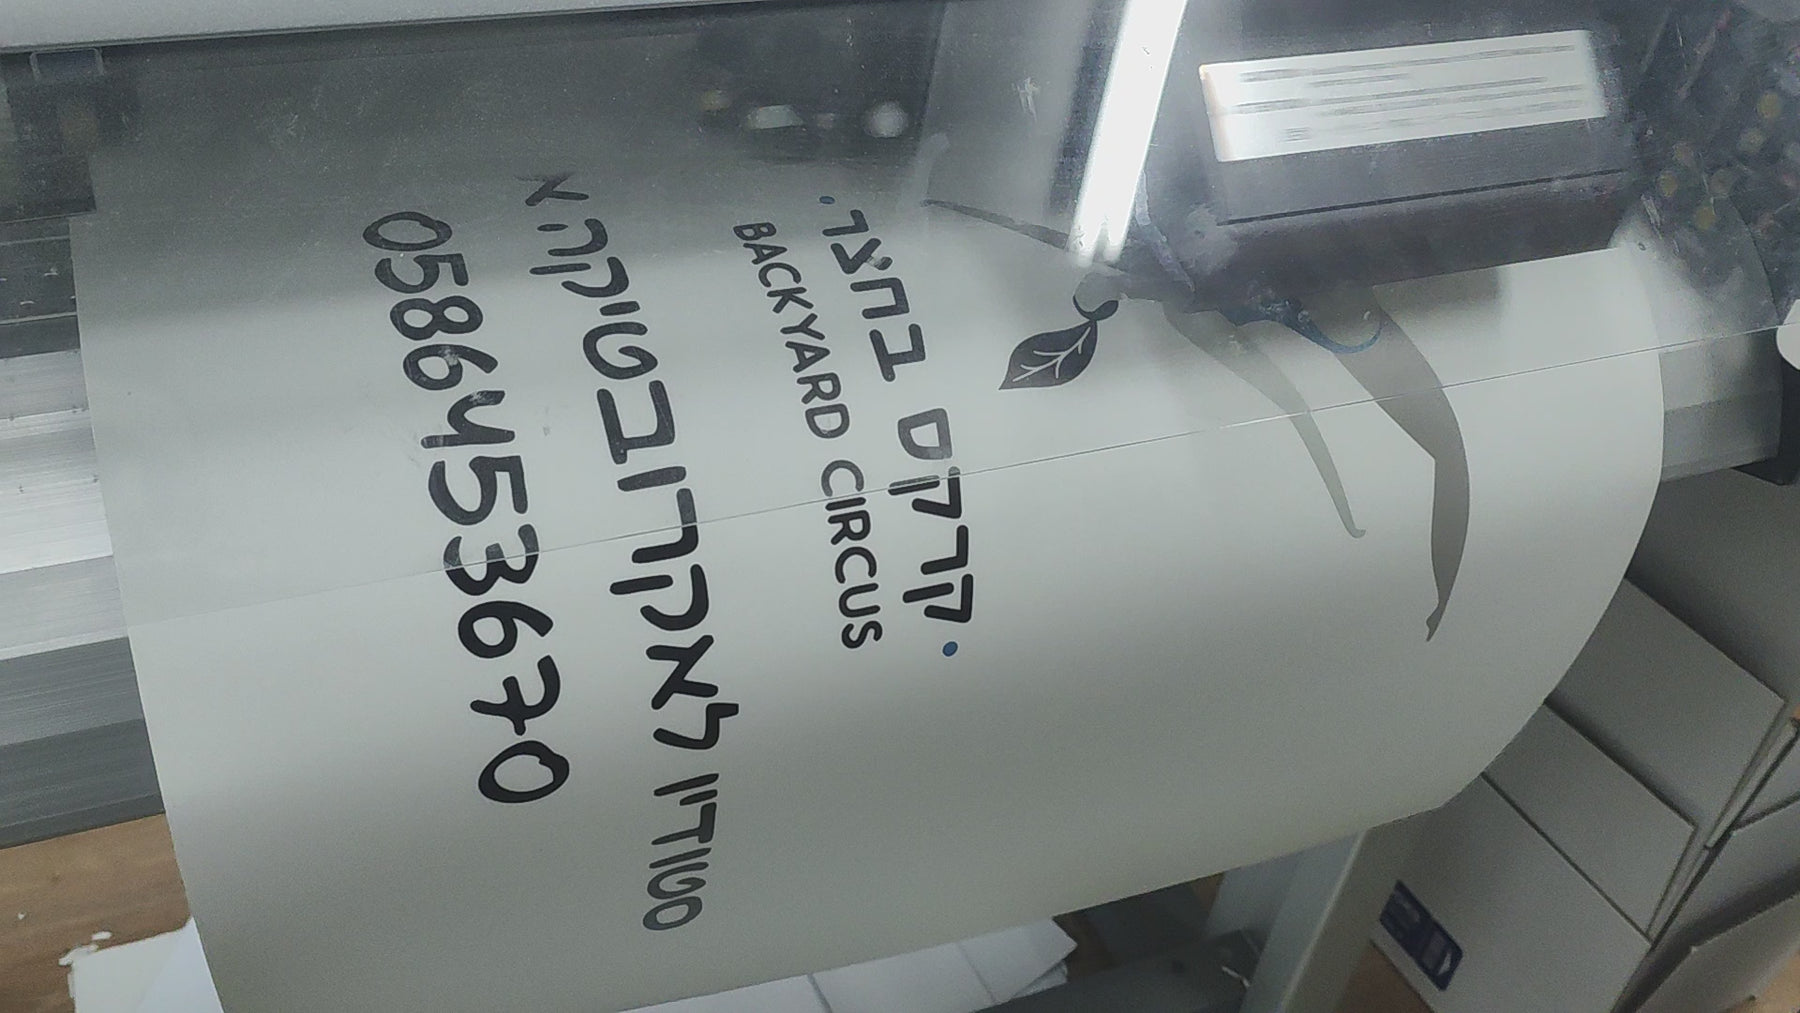 • קרקס בחצר •
BACKYARD CIRCUS
סטודיו לאקרובטיקה
0586453670